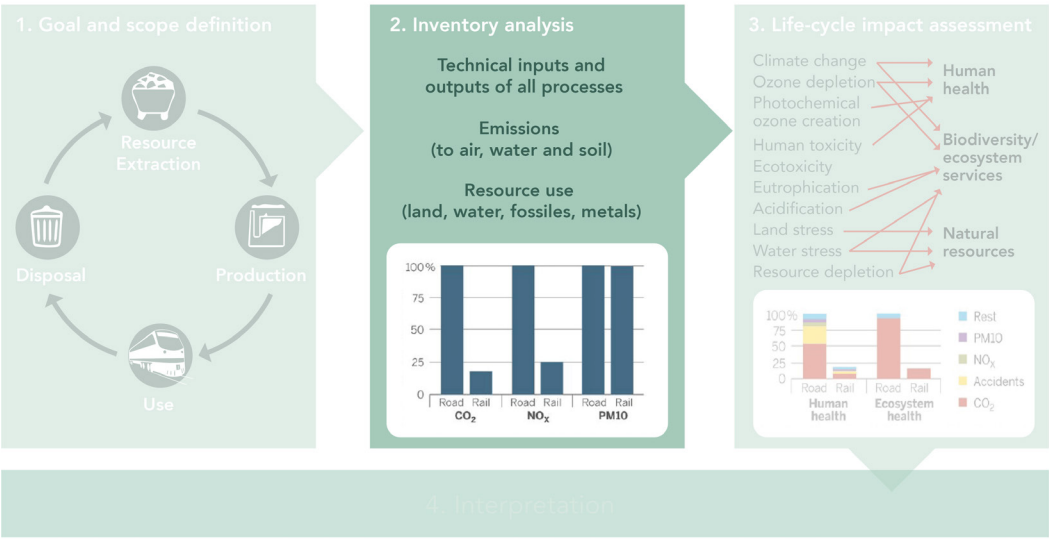 1. Goal and scope definition
Resource
Extraction
Production
Use
Disposal
2. Inventory analysis
Technical inputs and
outputs of all processes
Emissions
(to air, water and soil)
Resource use
(land, water, fossiles, metals)
100%
75
50
25
0
Road Rail Road Rail Road Rail
CO₂ NOₓ PM10
3. Life-cycle impact assessment
Climate change
Ozone depletion
Photochemical
ozone creation
Human toxicity
Ecotoxicity
Eutrophication
Acidification
Land stress
Water stress
Resource depletion
Human
health
Biodiversity/
ecosystem
services
Natural
resources
100%
75
50
25
0
Road Rail Road Rail
Human
health
Ecosystem
health
Rest
PM10
NOₓ
Accidents
CO₂
4. Interpretation